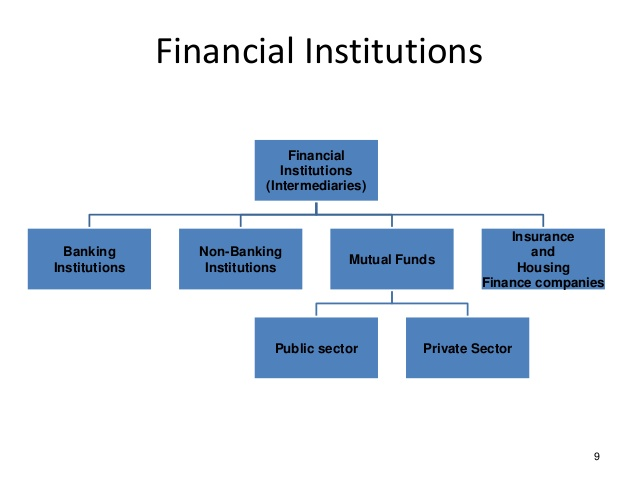 Financial Institutions
Financial
Institutions
(Intermediaries)
Banking
Institutions
Non-Banking
Institutions
Mutual Funds
Insurance
and
Housing
Finance companies
Public sector
Private Sector
9